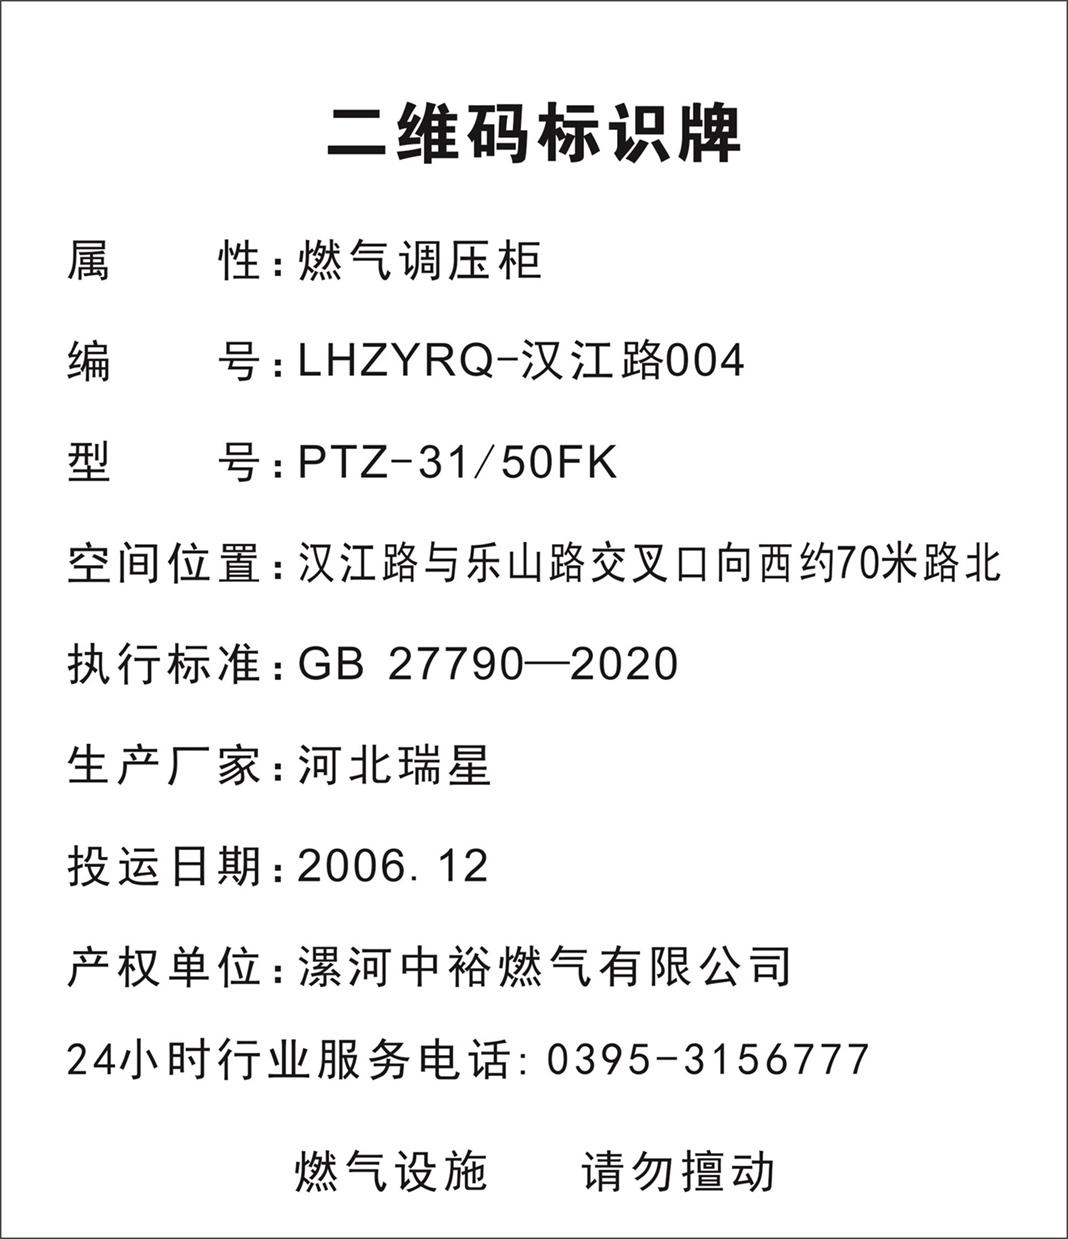 二维码标识牌
属 性:燃气调压柜
编 号:LHZYRQ-汉江路004
型 号:PTZ-31/50FK
空间位置:汉江路与乐山路交叉口向西约70米路北
执行标准:GB 27790—2020
生产厂家:河北瑞星
投运日期:2006.12
产权单位:漯河中裕燃气有限公司
24小时行业服务电话:0395-3156777
燃气设施 请勿擅动